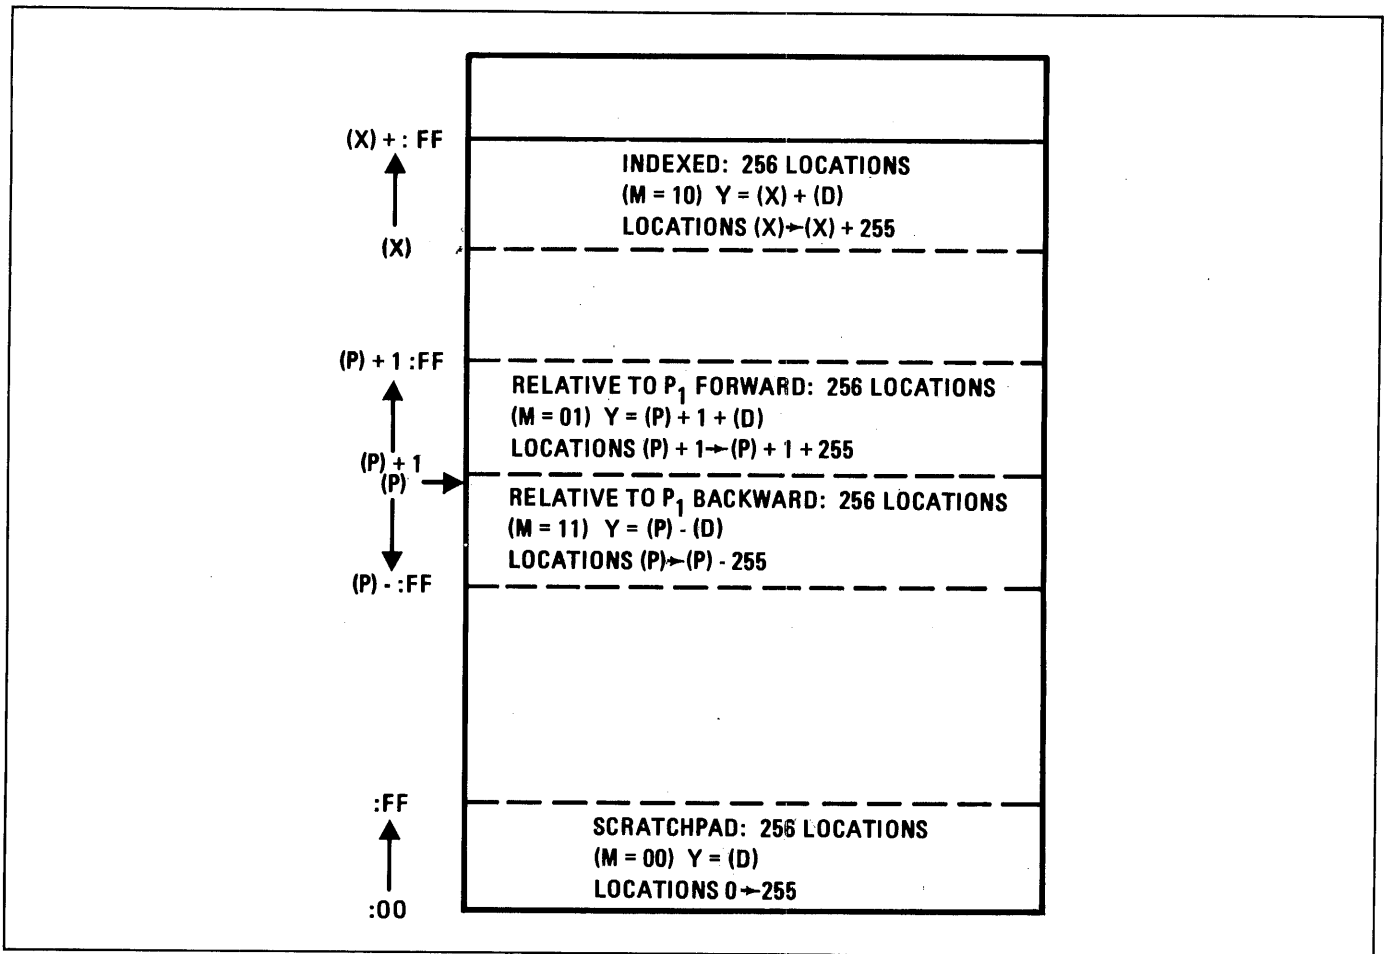 (X) + : FF
INDEXED: 256 LOCATIONS
(M = 10) Y = (X) + (D)
LOCATIONS (X)→(X) + 255
(X)
(P) + 1 :FF
RELATIVE TO P1 FORWARD: 256 LOCATIONS
(M = 01) Y = (P) + 1 + (D)
LOCATIONS (P) + 1→(P) + 1 + 255
(P) + 1
(P)
RELATIVE TO P1 BACKWARD: 256 LOCATIONS
(M = 11) Y = (P) - (D)
LOCATIONS (P)→(P) - 255
(P) - :FF
:FF
SCRATCHPAD: 256 LOCATIONS
(M = 00) Y = (D)
LOCATIONS 0→255
:00